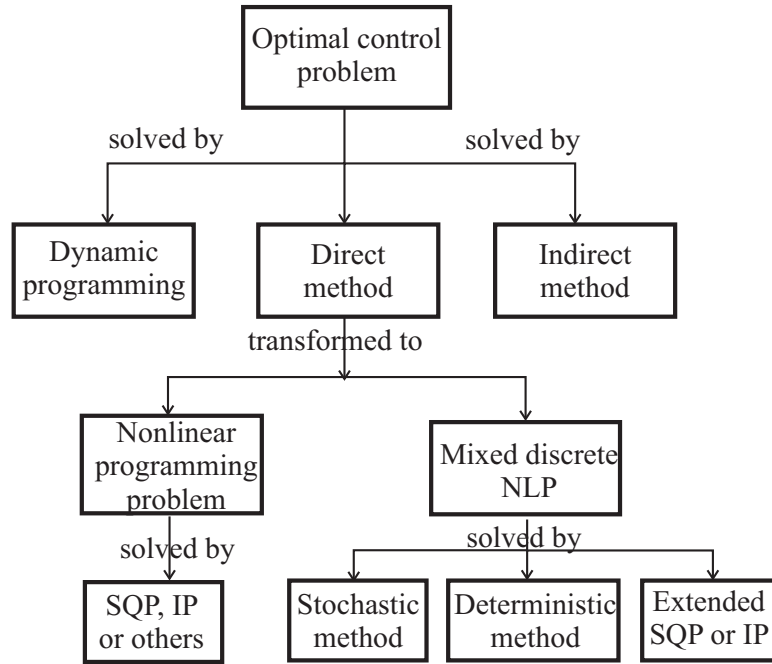 Optimal control
problem
solved by
solved by
Dynamic
programming
Direct
method
Indirect
method
transformed to
Nonlinear
programming
problem
Mixed discrete
NLP
solved by
solved by
SQP, IP
or others
Stochastic
method
Deterministic
method
Extended
SQP or IP